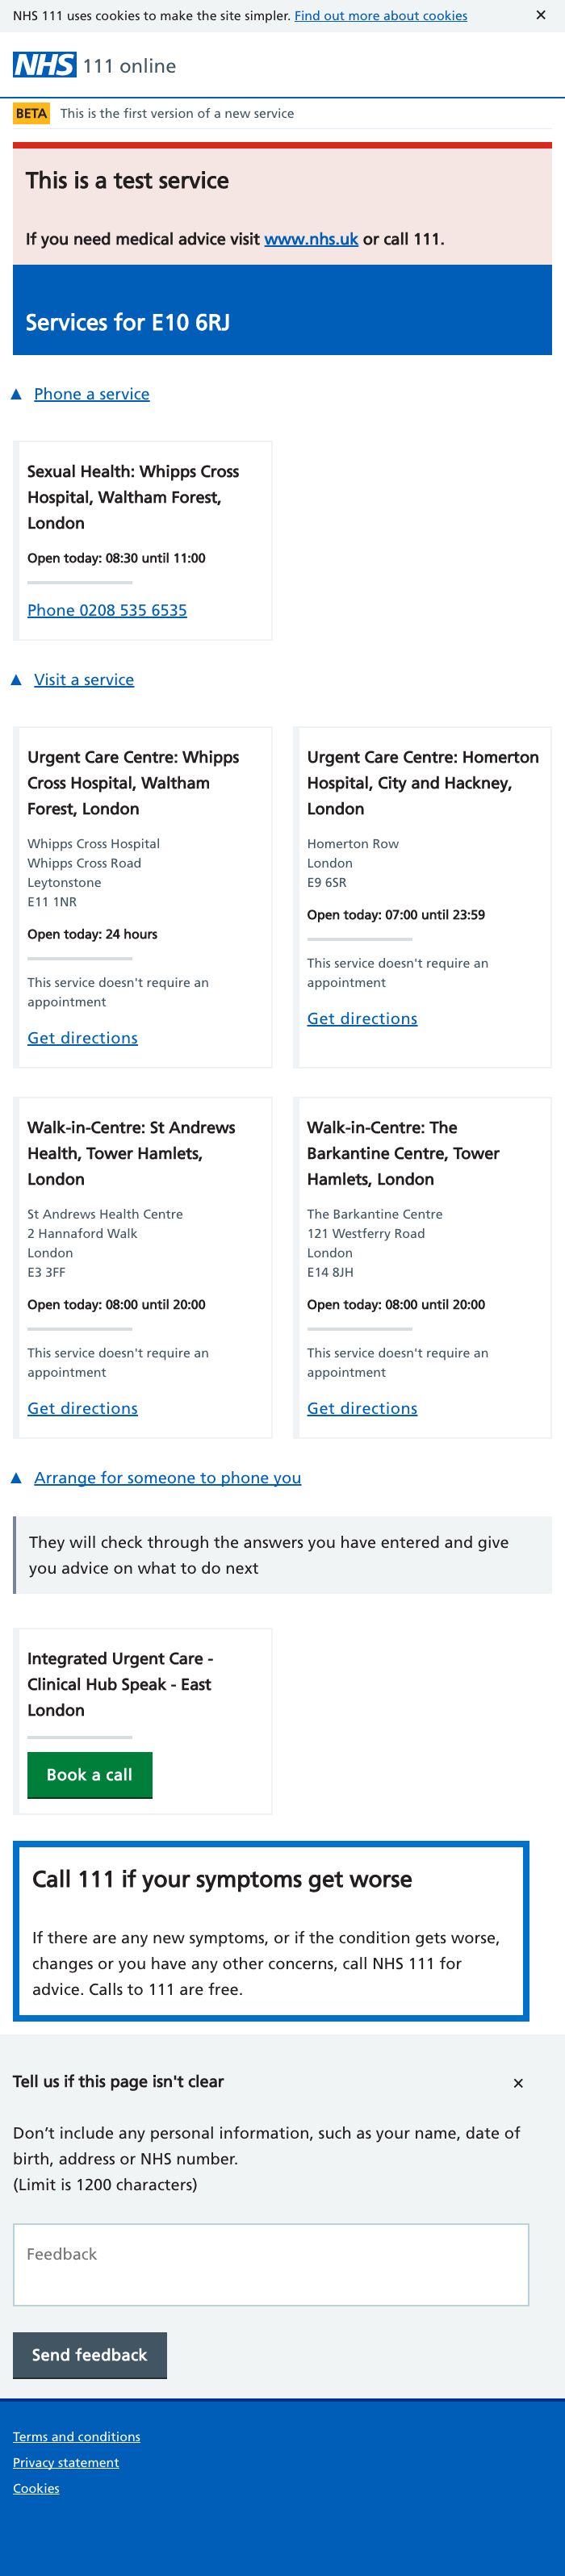 NHS 111 uses cookies to make the site simpler. Find out more about cookies ✕
NHS 111 online
BETA This is the first version of a new service
This is a test service
If you need medical advice visit www.nhs.uk or call 111.
Services for E10 6RJ
▲ Phone a service
Sexual Health: Whipps Cross
Hospital, Waltham Forest,
London
Open today: 08:30 until 11:00
Phone 0208 535 6535
▲ Visit a service
Urgent Care Centre: Whipps
Cross Hospital, Waltham
Forest, London
Whipps Cross Hospital
Whipps Cross Road
Leytonstone
E11 1NR
Open today: 24 hours
This service doesn't require an
appointment
Get directions
Urgent Care Centre: Homerton
Hospital, City and Hackney,
London
Homerton Row
London
E9 6SR
Open today: 07:00 until 23:59
This service doesn't require an
appointment
Get directions
Walk-in-Centre: St Andrews
Health, Tower Hamlets,
London
St Andrews Health Centre
2 Hannaford Walk
London
E3 3FF
Open today: 08:00 until 20:00
This service doesn't require an
appointment
Get directions
Walk-in-Centre: The
Barkantine Centre, Tower
Hamlets, London
The Barkantine Centre
121 Westferry Road
London
E14 8JH
Open today: 08:00 until 20:00
This service doesn't require an
appointment
Get directions
▲ Arrange for someone to phone you
They will check through the answers you have entered and give
you advice on what to do next
Integrated Urgent Care -
Clinical Hub Speak - East
London
Book a call
Call 111 if your symptoms get worse
If there are any new symptoms, or if the condition gets worse,
changes or you have any other concerns, call NHS 111 for
advice. Calls to 111 are free.
Tell us if this page isn't clear ✕
Don’t include any personal information, such as your name, date of
birth, address or NHS number.
(Limit is 1200 characters)
Feedback
Send feedback
Terms and conditions
Privacy statement
Cookies